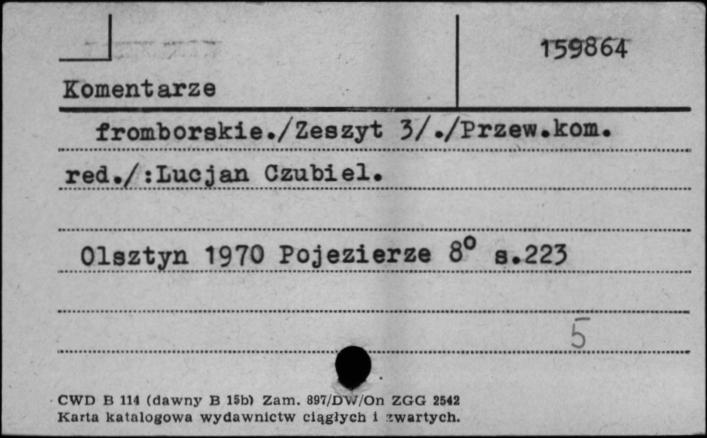 159864
Komentarze
fromborskie./Zeszyt 3/./Przew.kom.
red./:Lucjan Czubiel.
Olsztyn 1970 Pojezierze 8° s.223
5
CWD B 114 (dawny B 15b) Zam. 897/DW/On ZGG 2542
Karta katalogowa wydawnictw ciągłych i zwartych.